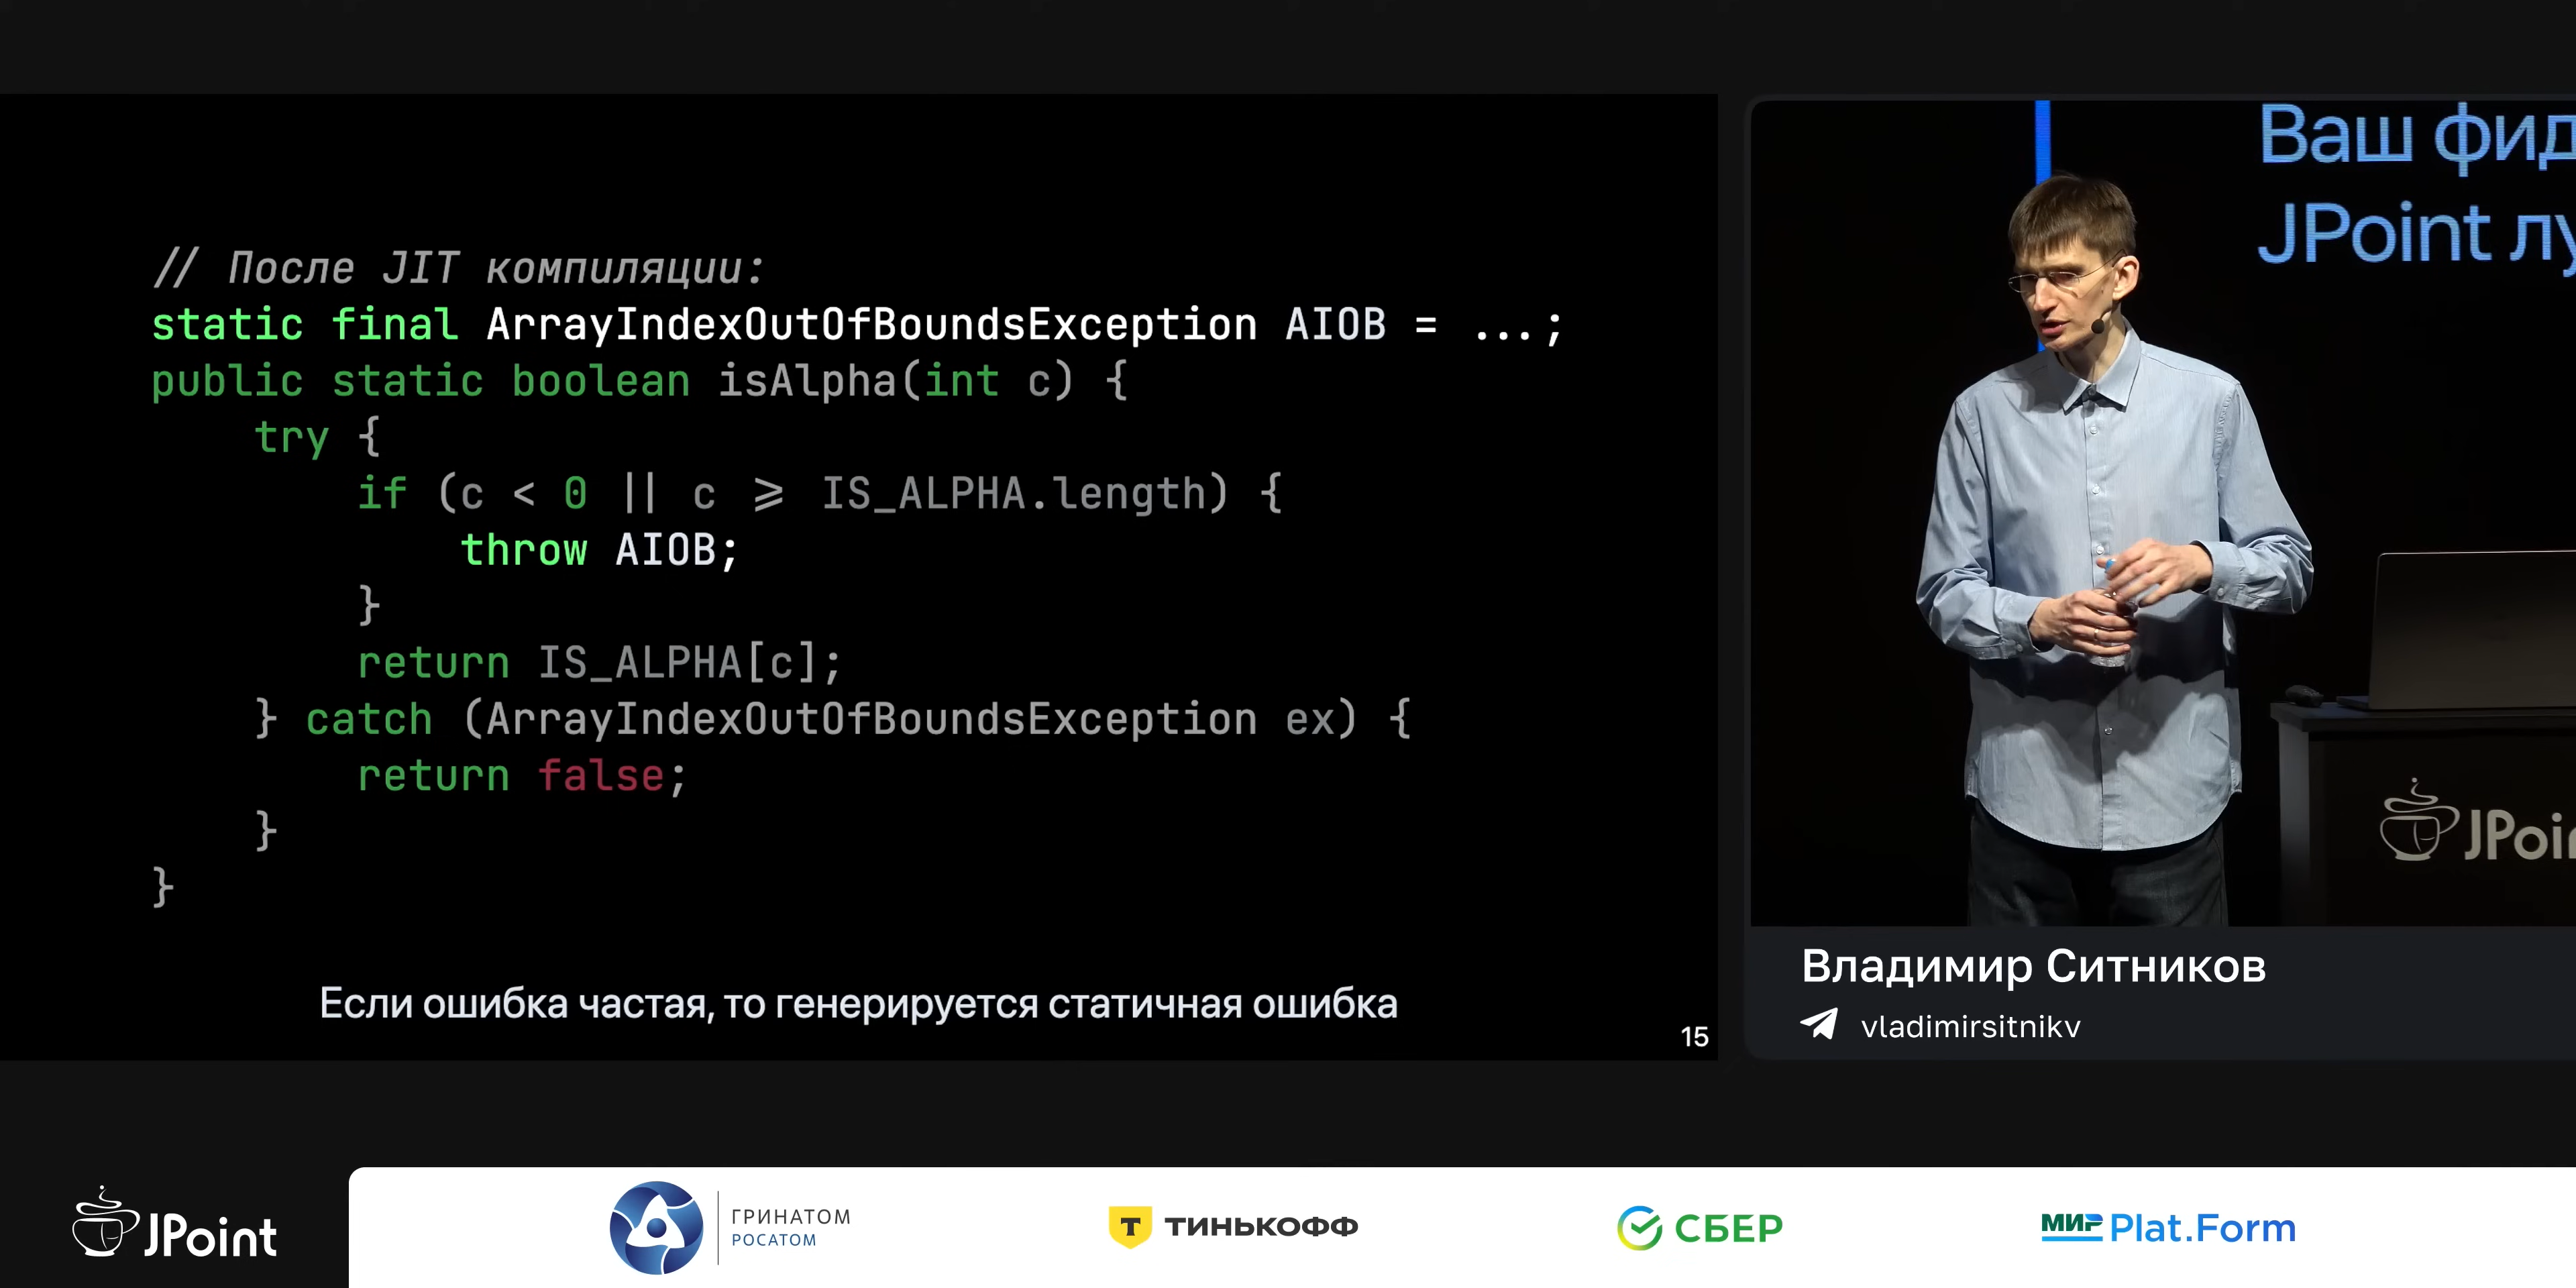 // После JIT компиляции:
static final ArrayIndexOutOfBoundsException AIOB = ...;
public static boolean isAlpha(int c) {
    try {
        if (c < 0 || c ⩾ IS_ALPHA.length) {
            throw AIOB;
        }
        return IS_ALPHA[c];
    } catch (ArrayIndexOutOfBoundsException ex) {
        return false;
    }
}
Если ошибка частая, то генерируется статичная ошибка
15
Ваш фид
JPoint лу
JPoin
Владимир Ситников
vladimirsitnikv
JPoint
ГРИНАТОМ
РОСАТОМ
Т ТИНЬКОФФ
СБЕР
МИР Plat.Form